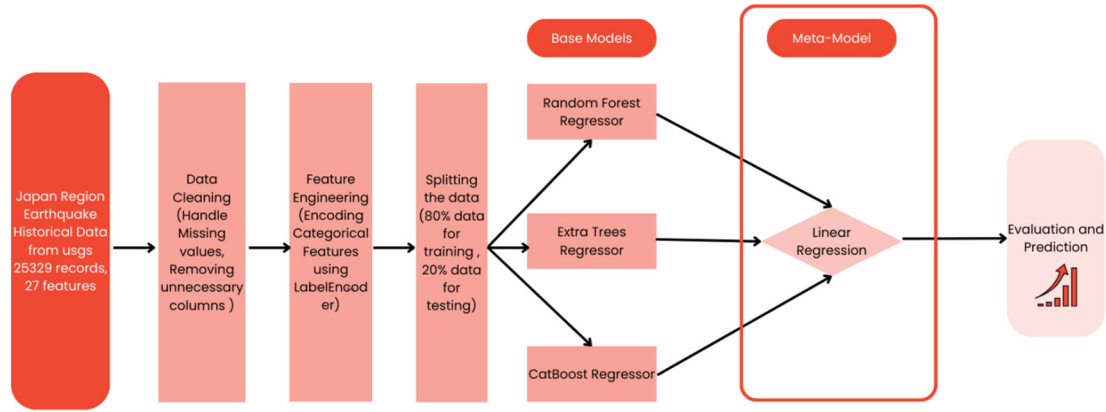 Japan Region
Earthquake
Historical Data
from usgs
25329 records,
27 features
Data
Cleaning
(Handle
Missing
values,
Removing
unnecessary
columns )
Feature
Engineering
(Encoding
Categorical
Features
using
LabelEncod
er)
Splitting
the data
(80% data
for
training ,
20% data
for
testing)
Base Models
Random Forest
Regressor
Extra Trees
Regressor
CatBoost Regressor
Meta-Model
Linear
Regression
Evaluation and
Prediction